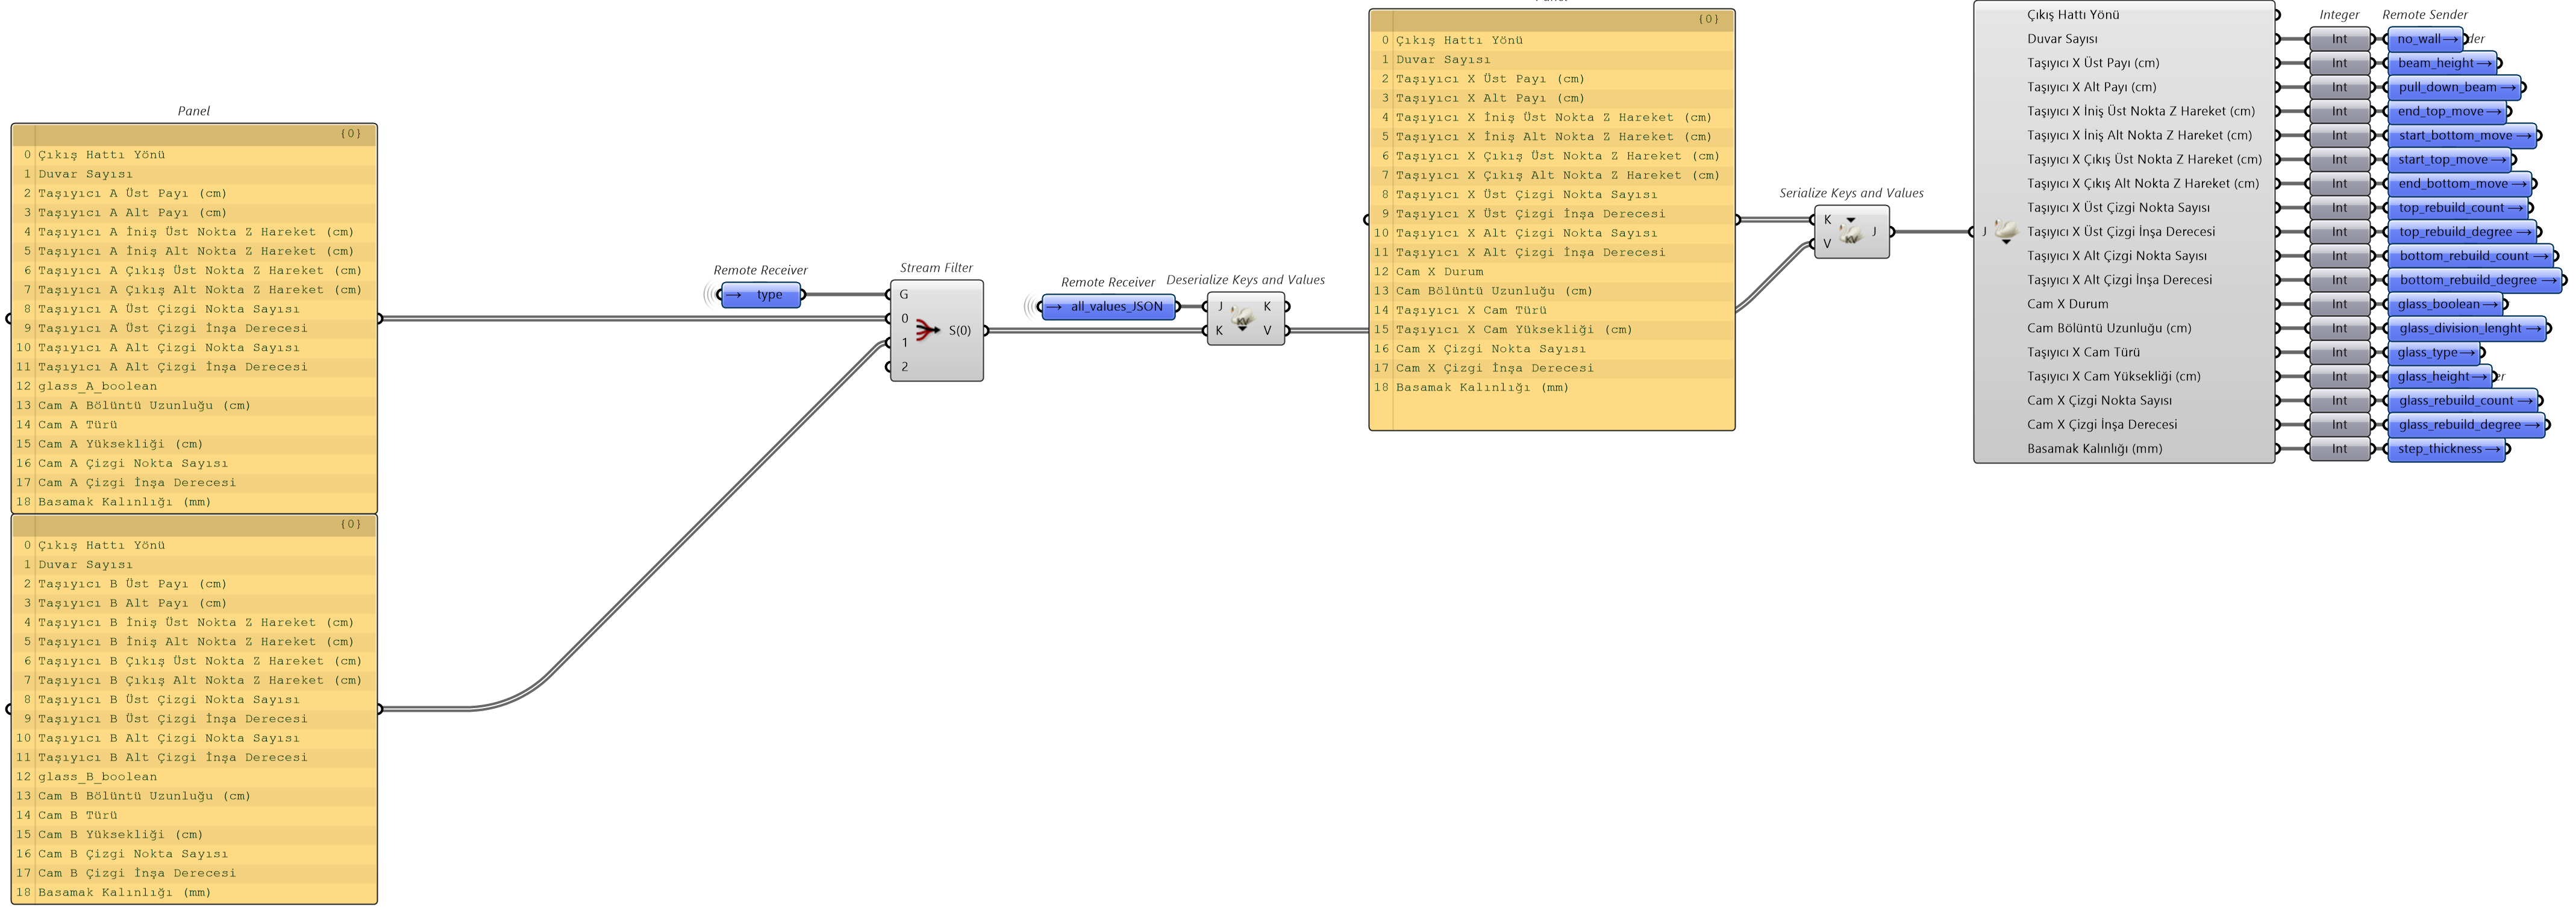 Panel
{0}
0 Çıkış Hattı Yönü
1 Duvar Sayısı
2 Taşıyıcı A Üst Payı (cm)
3 Taşıyıcı A Alt Payı (cm)
4 Taşıyıcı A İniş Üst Nokta Z Hareket (cm)
5 Taşıyıcı A İniş Alt Nokta Z Hareket (cm)
6 Taşıyıcı A Çıkış Üst Nokta Z Hareket (cm)
7 Taşıyıcı A Çıkış Alt Nokta Z Hareket (cm)
8 Taşıyıcı A Üst Çizgi Nokta Sayısı
9 Taşıyıcı A Üst Çizgi İnşa Derecesi
10 Taşıyıcı A Alt Çizgi Nokta Sayısı
11 Taşıyıcı A Alt Çizgi İnşa Derecesi
12 glass_A_boolean
13 Cam A Bölüntü Uzunluğu (cm)
14 Cam A Türü
15 Cam A Yüksekliği (cm)
16 Cam A Çizgi Nokta Sayısı
17 Cam A Çizgi İnşa Derecesi
18 Basamak Kalınlığı (mm)
{0}
0 Çıkış Hattı Yönü
1 Duvar Sayısı
2 Taşıyıcı B Üst Payı (cm)
3 Taşıyıcı B Alt Payı (cm)
4 Taşıyıcı B İniş Üst Nokta Z Hareket (cm)
5 Taşıyıcı B İniş Alt Nokta Z Hareket (cm)
6 Taşıyıcı B Çıkış Üst Nokta Z Hareket (cm)
7 Taşıyıcı B Çıkış Alt Nokta Z Hareket (cm)
8 Taşıyıcı B Üst Çizgi Nokta Sayısı
9 Taşıyıcı B Üst Çizgi İnşa Derecesi
10 Taşıyıcı B Alt Çizgi Nokta Sayısı
11 Taşıyıcı B Alt Çizgi İnşa Derecesi
12 glass_B_boolean
13 Cam B Bölüntü Uzunluğu (cm)
14 Cam B Türü
15 Cam B Yüksekliği (cm)
16 Cam B Çizgi Nokta Sayısı
17 Cam B Çizgi İnşa Derecesi
18 Basamak Kalınlığı (mm)
Remote Receiver
→ type
Stream Filter
G
0
1
2
S(0)
Remote Receiver
→ all_values_JSON
Deserialize Keys and Values
J K
K V
KV
{0}
0 Çıkış Hattı Yönü
1 Duvar Sayısı
2 Taşıyıcı X Üst Payı (cm)
3 Taşıyıcı X Alt Payı (cm)
4 Taşıyıcı X İniş Üst Nokta Z Hareket (cm)
5 Taşıyıcı X İniş Alt Nokta Z Hareket (cm)
6 Taşıyıcı X Çıkış Üst Nokta Z Hareket (cm)
7 Taşıyıcı X Çıkış Alt Nokta Z Hareket (cm)
8 Taşıyıcı X Üst Çizgi Nokta Sayısı
9 Taşıyıcı X Üst Çizgi İnşa Derecesi
10 Taşıyıcı X Alt Çizgi Nokta Sayısı
11 Taşıyıcı X Alt Çizgi İnşa Derecesi
12 Cam X Durum
13 Cam Bölüntü Uzunluğu (cm)
14 Taşıyıcı X Cam Türü
15 Taşıyıcı X Cam Yüksekliği (cm)
16 Cam X Çizgi Nokta Sayısı
17 Cam X Çizgi İnşa Derecesi
18 Basamak Kalınlığı (mm)
Serialize Keys and Values
K
V
KV
J
J
Integer Remote Sender
Çıkış Hattı Yönü
Duvar Sayısı Int no_wall → der
Taşıyıcı X Üst Payı (cm) Int beam_height →
Taşıyıcı X Alt Payı (cm) Int pull_down_beam →
Taşıyıcı X İniş Üst Nokta Z Hareket (cm) Int end_top_move →
Taşıyıcı X İniş Alt Nokta Z Hareket (cm) Int start_bottom_move →
Taşıyıcı X Çıkış Üst Nokta Z Hareket (cm) Int start_top_move →
Taşıyıcı X Çıkış Alt Nokta Z Hareket (cm) Int end_bottom_move →
Taşıyıcı X Üst Çizgi Nokta Sayısı Int top_rebuild_count →
Taşıyıcı X Üst Çizgi İnşa Derecesi Int top_rebuild_degree →
Taşıyıcı X Alt Çizgi Nokta Sayısı Int bottom_rebuild_count →
Taşıyıcı X Alt Çizgi İnşa Derecesi Int bottom_rebuild_degree →
Cam X Durum Int glass_boolean →
Cam Bölüntü Uzunluğu (cm) Int glass_division_lenght →
Taşıyıcı X Cam Türü Int glass_type →
Taşıyıcı X Cam Yüksekliği (cm) Int glass_height → er
Cam X Çizgi Nokta Sayısı Int glass_rebuild_count →
Cam X Çizgi İnşa Derecesi Int glass_rebuild_degree →
Basamak Kalınlığı (mm) Int step_thickness →